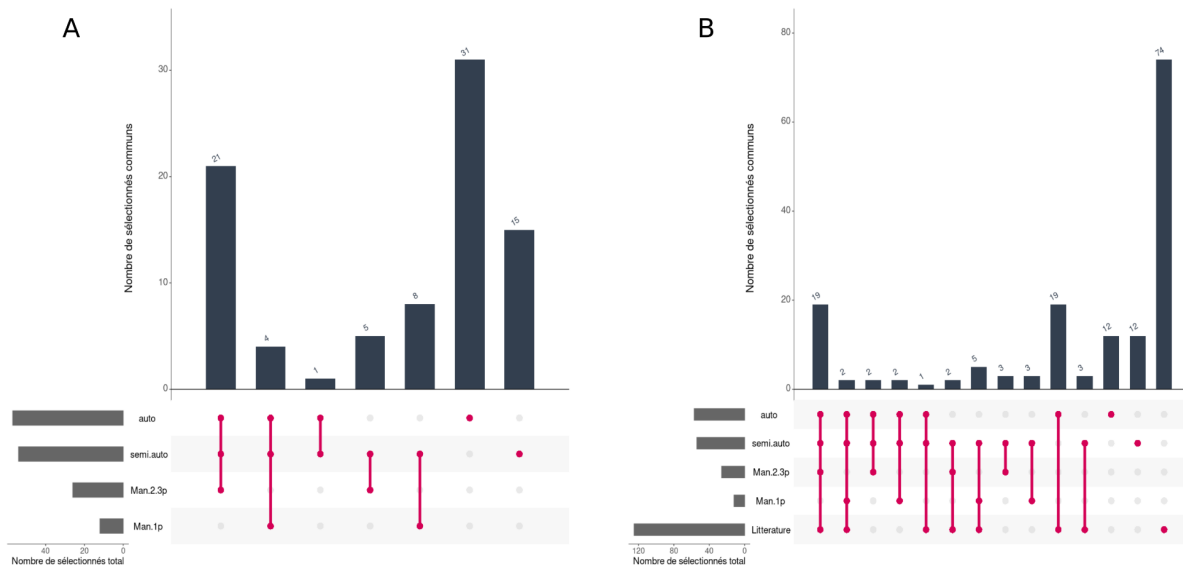 A
Nombre de sélectionnés communs
30
20
10
0
21
4
1
5
8
31
15
auto
semi.auto
Man.2.3p
Man.1p
40
20
0
Nombre de sélectionnés total
B
Nombre de sélectionnés communs
80
60
40
20
0
19
2
2
2
1
2
5
3
3
19
3
12
12
74
auto
semi.auto
Man.2.3p
Man.1p
Litterature
120
80
40
0
Nombre de sélectionnés total